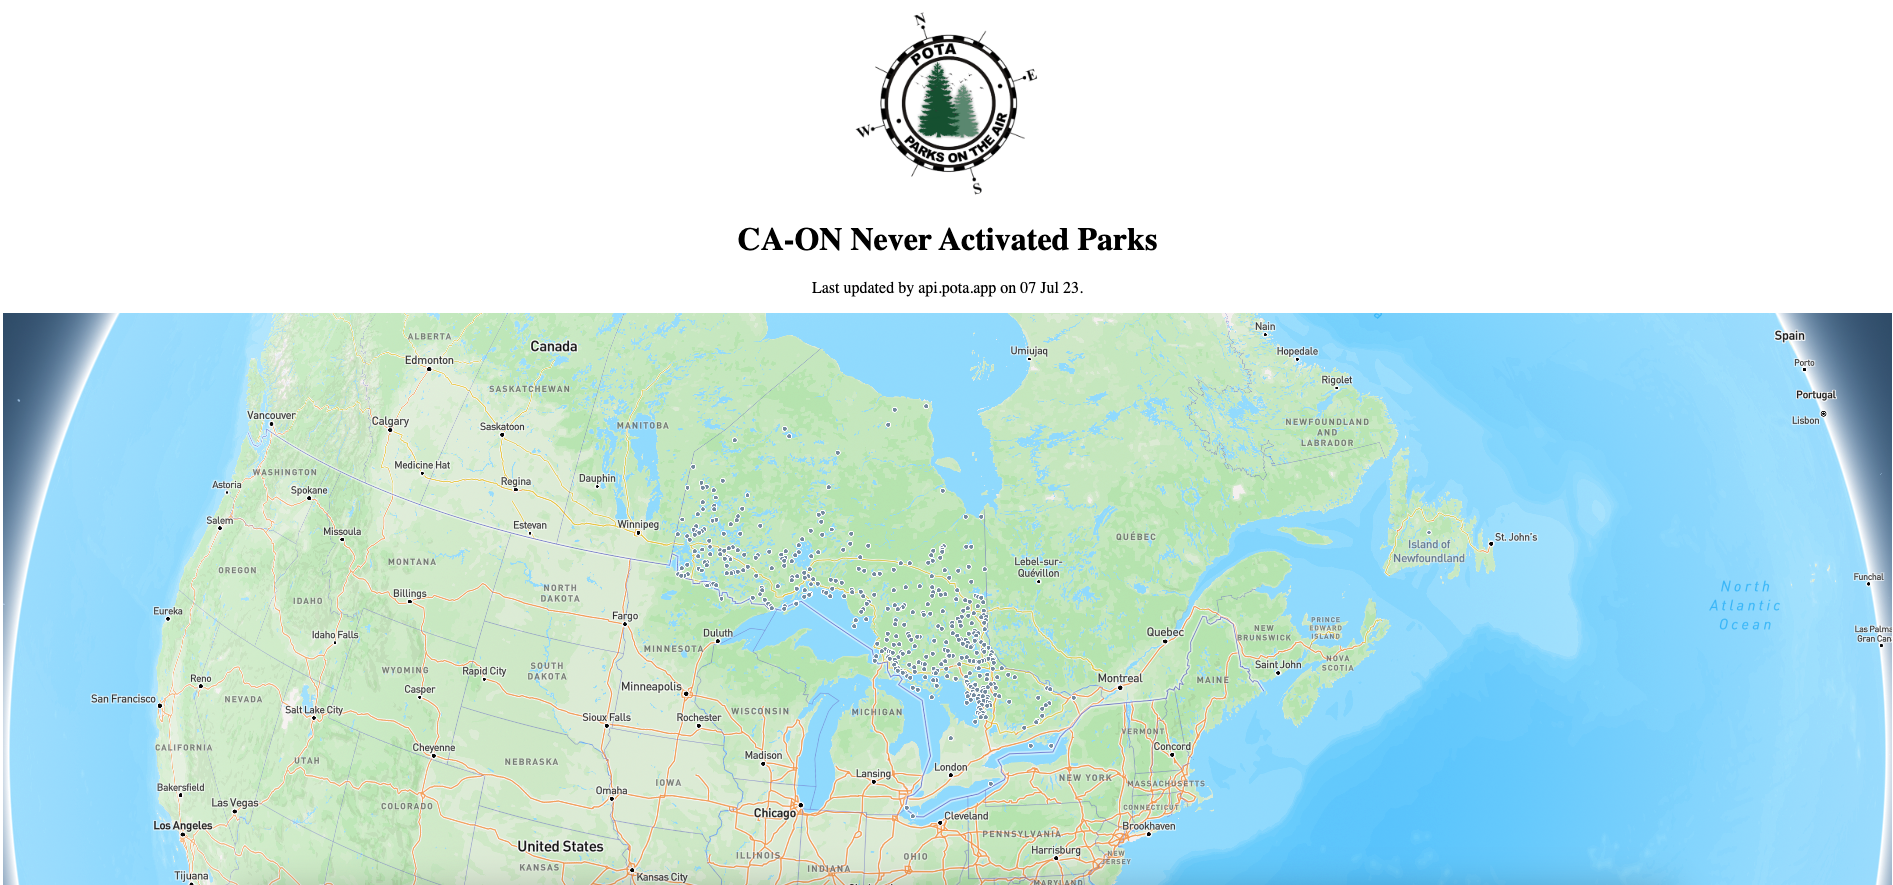 N
POTA
E
W
PARKS ON THE AIR
S
CA-ON Never Activated Parks
Last updated by api.pota.app on 07 Jul 23.
Nain
Spain
ALBERTA
Canada
Umiujaq
Hopedale
Edmonton
Porto
Rigolet
SASKATCHEWAN
Portugal
Vancouver
Calgary
Saskatoon
MANITOBA
NEWFOUNDLAND
AND
LABRADOR
Lisbon
Medicine Hat
WASHINGTON
Regina
Dauphin
Astoria
Spokane
Salem
Missoula
Estevan
Winnipeg
St. John's
QUÉBEC
Island of
Newfoundland
MONTANA
OREGON
Lebel-sur-
Quévillon
Funchal
North
Atlantic
Ocean
IDAHO
Billings
NORTH
DAKOTA
Eureka
Fargo
PRINCE
EDWARD
ISLAND
Idaho Falls
Duluth
Quebec
NEW
BRUNSWICK
Las Palma
Gran Can
MINNESOTA
WYOMING
Rapid City
SOUTH
DAKOTA
Saint John
NOVA
SCOTIA
Reno
Casper
Minneapolis
Montreal
MAINE
San Francisco
NEVADA
Salt Lake City
Sioux Falls
Rochester
WISCONSIN
MICHIGAN
CALIFORNIA
Cheyenne
VERMONT
Concord
UTAH
NEBRASKA
Madison
London
Lansing
NEW YORK
IOWA
MASSACHUSETTS
Bakersfield
Omaha
Las Vegas
COLORADO
Chicago
CONNECTICUT
Los Angeles
Cleveland
Brookhaven
PENNSYLVANIA
United States
Harrisburg
NEW
JERSEY
ILLINOIS
OHIO
KANSAS
INDIANA
Tijuana
Kansas City
MARYLAND